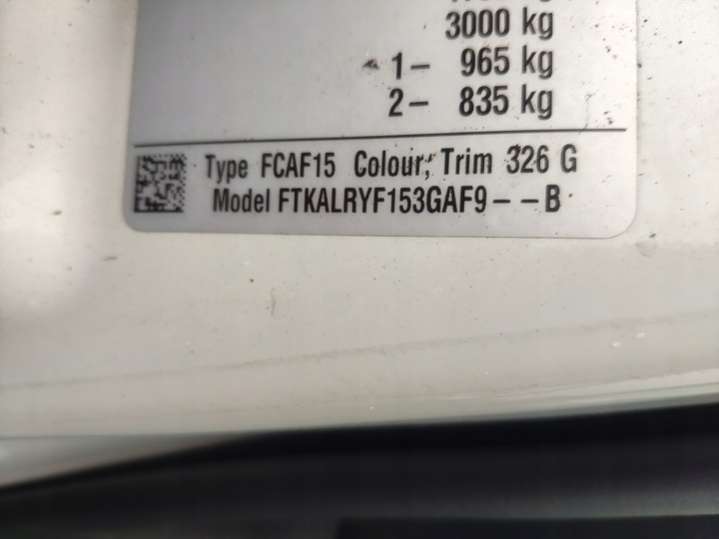 3000 kg
1– 965 kg
2– 835 kg
Type FCAF15 Colour, Trim 326 G
Model FTKALRYF153GAF9– –B